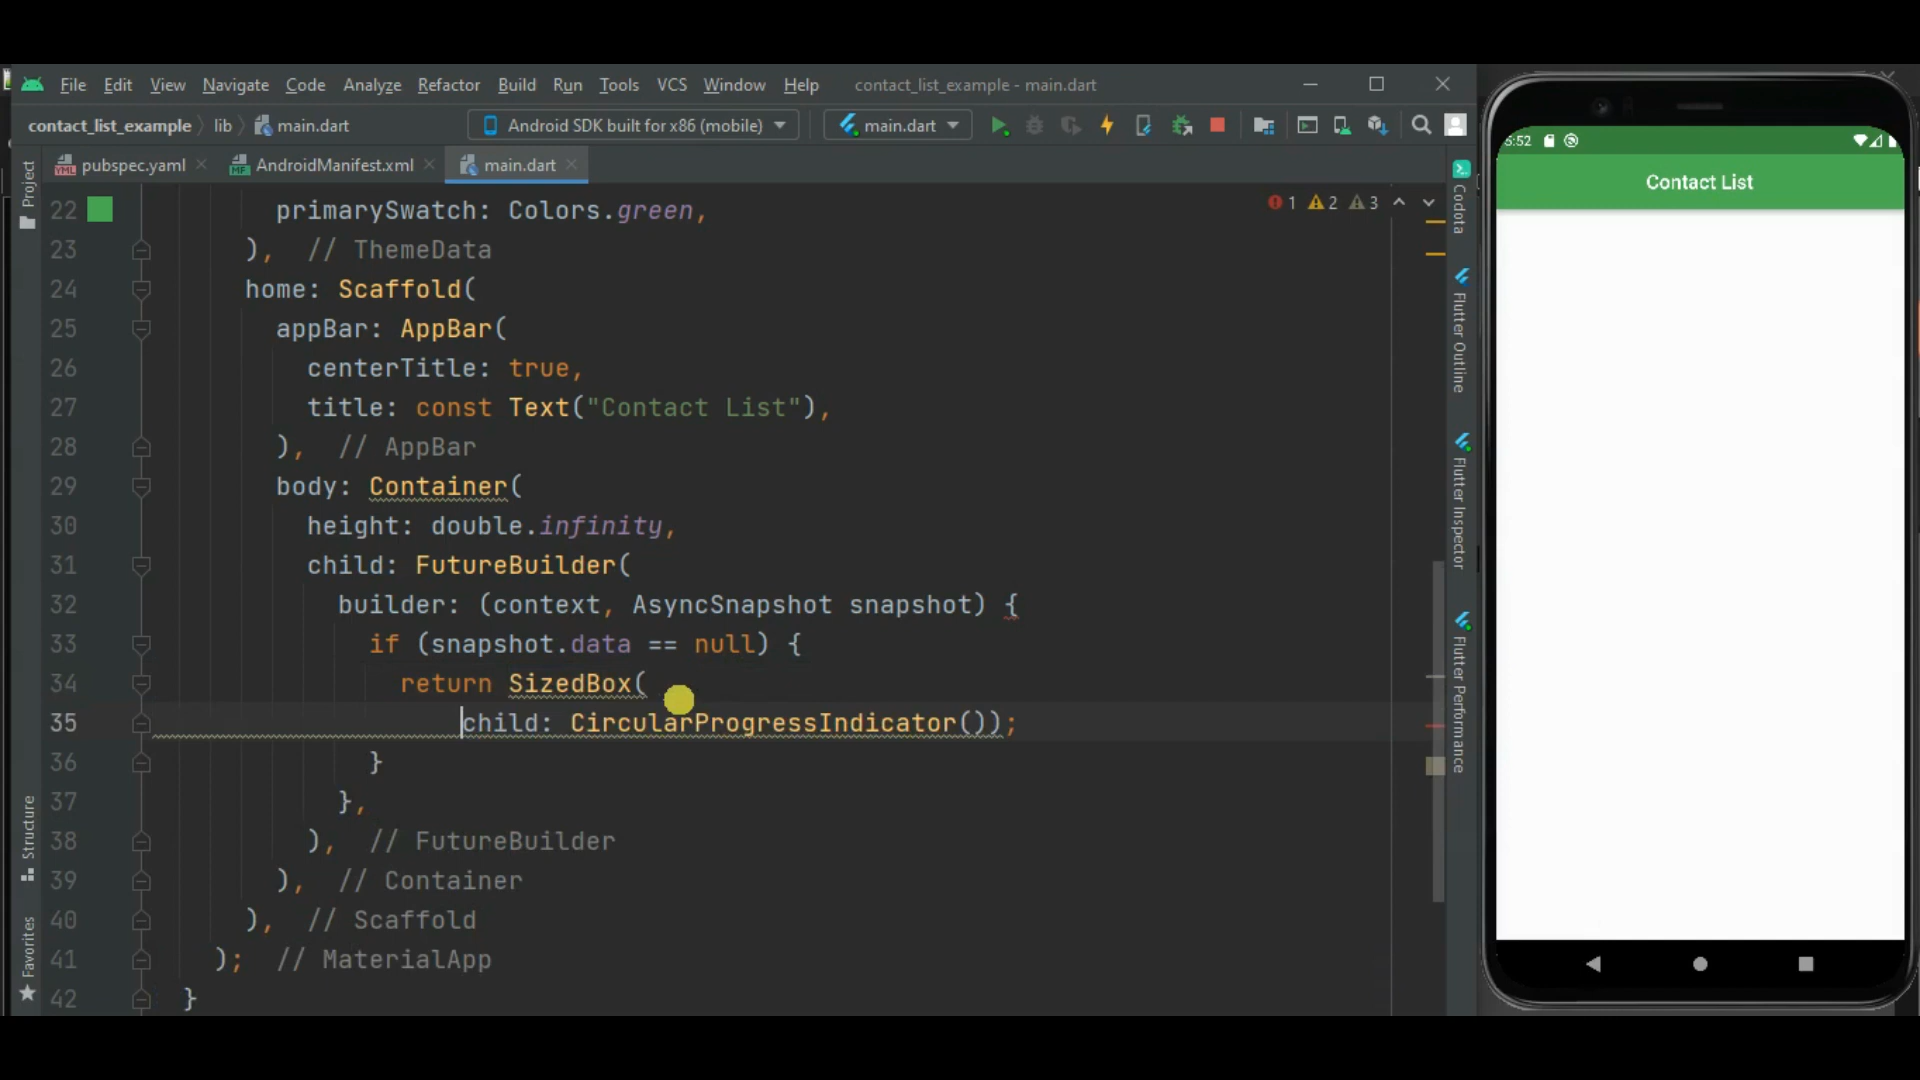 File Edit View Navigate Code Analyze Refactor Build Run Tools VCS Window Help contact_list_example - main.dart
contact_list_example lib main.dart Android SDK built for x86 (mobile) main.dart
pubspec.yaml AndroidManifest.xml main.dart
1 2 3
22 primarySwatch: Colors.green,
23 ), // ThemeData
24 home: Scaffold(
25 appBar: AppBar(
26 centerTitle: true,
27 title: const Text("Contact List"),
28 ), // AppBar
29 body: Container(
30 height: double.infinity,
31 child: FutureBuilder(
32 builder: (context, AsyncSnapshot snapshot) {
33 if (snapshot.data == null) {
34 return SizedBox(
35 child: CircularProgressIndicator());
36 }
37 },
38 ), // FutureBuilder
39 ), // Container
40 ), // Scaffold
41 ); // MaterialApp
42 }
Project
Structure
Favorites
Codota
Flutter Outline
Flutter Inspector
Flutter Performance
5:52
Contact List